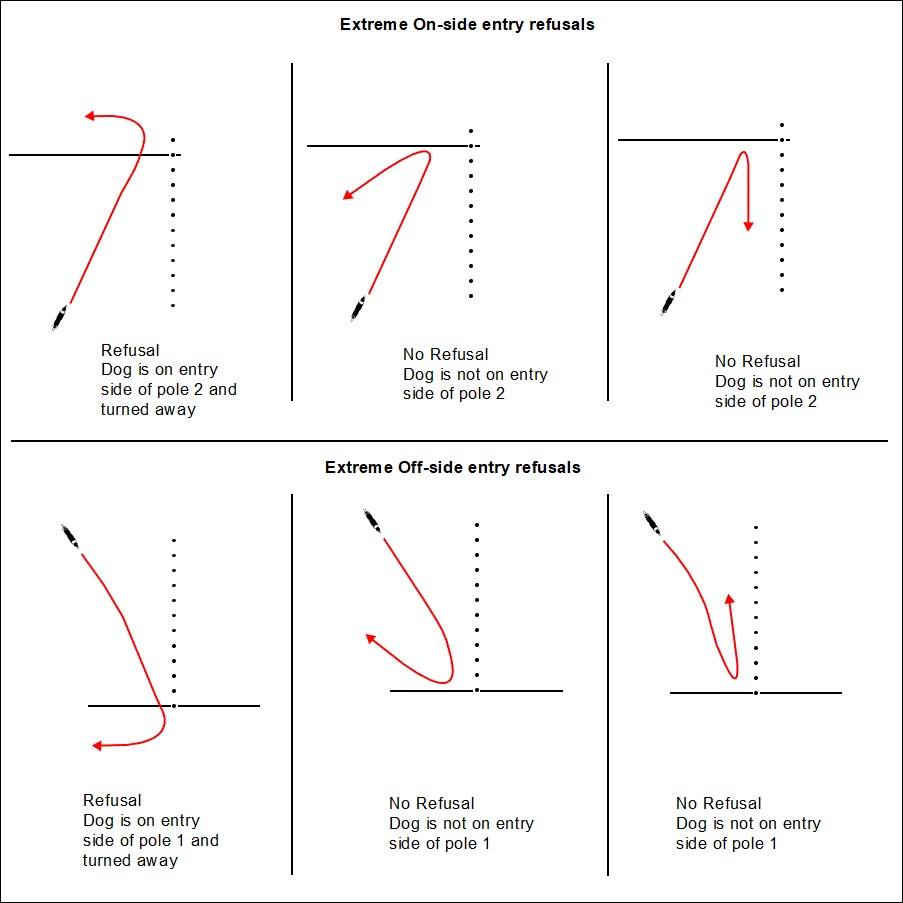 Extreme On-side entry refusals
Refusal
Dog is on entry
side of pole 2 and
turned away
No Refusal
Dog is not on entry
side of pole 2
No Refusal
Dog is not on entry
side of pole 2
Extreme Off-side entry refusals
Refusal
Dog is on entry
side of pole 1 and
turned away
No Refusal
Dog is not on entry
side of pole 1
No Refusal
Dog is not on entry
side of pole 1